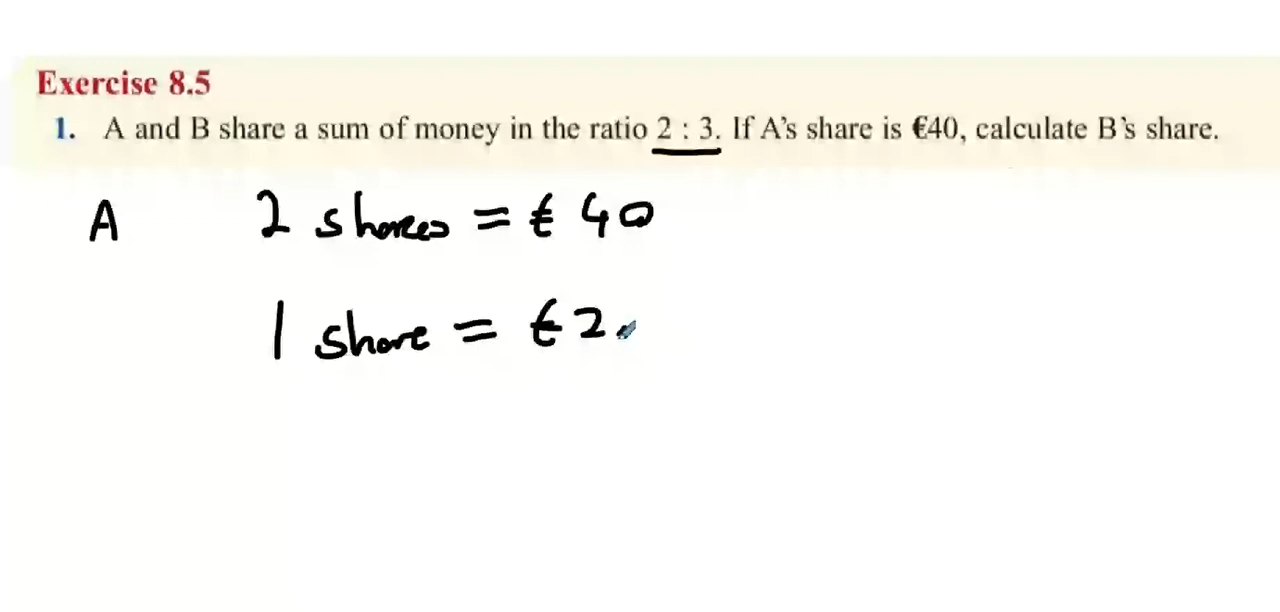 Exercise 8.5
1. A and B share a sum of money in the ratio 2 : 3. If A's share is €40, calculate B's share.
A 2 shares = € 40
1 share = € 2